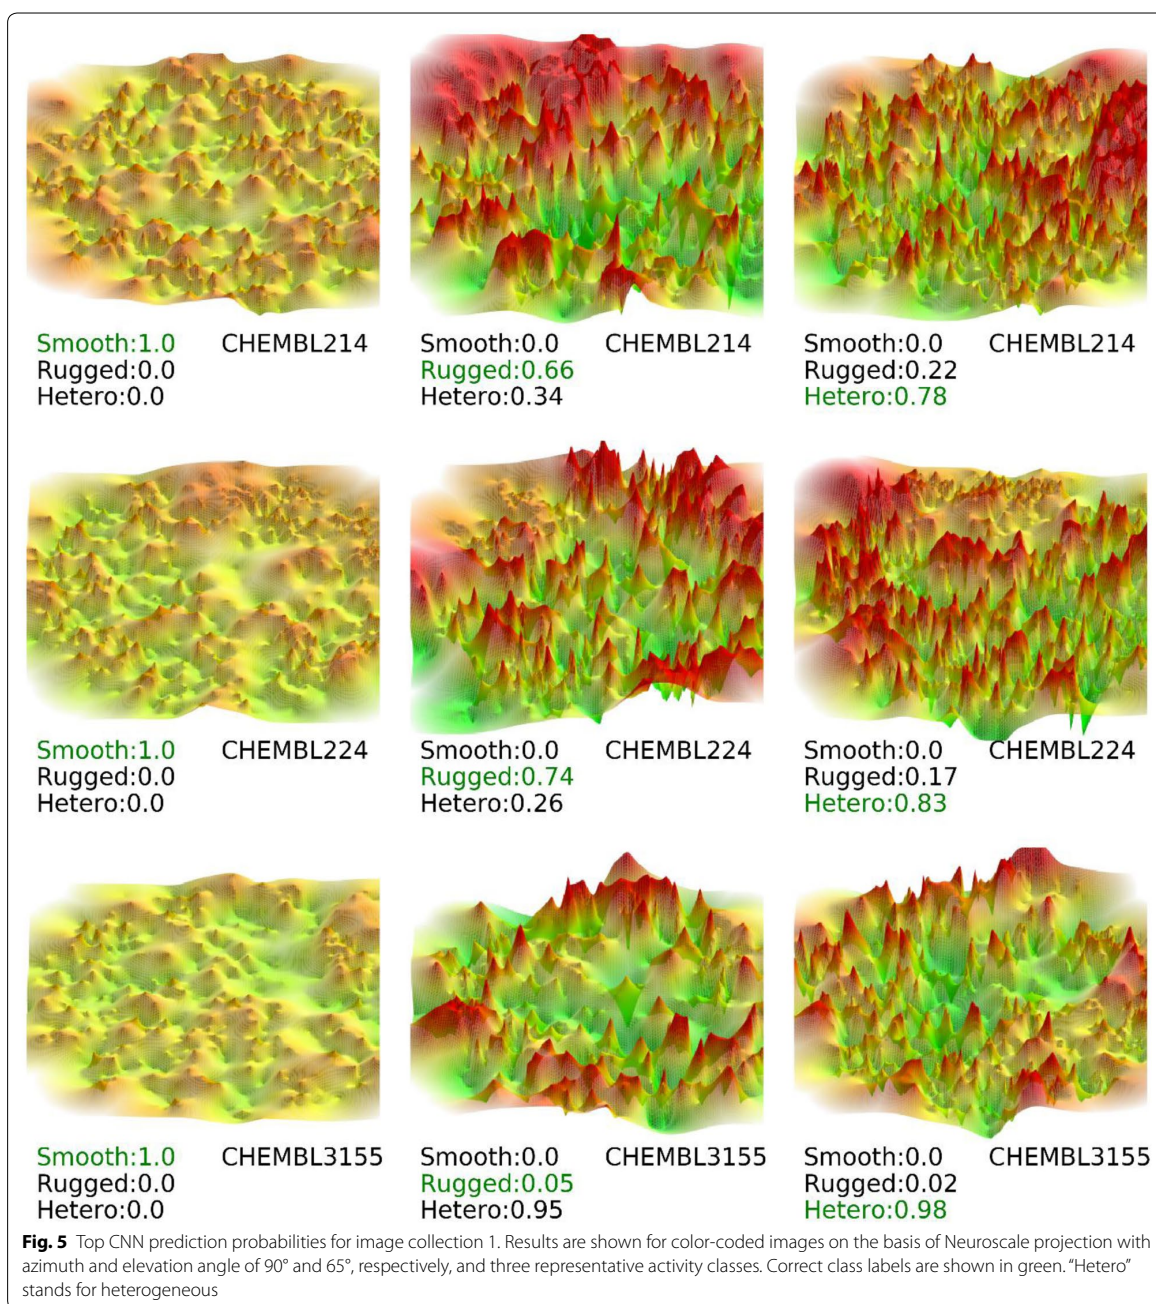 Smooth:1.0 CHEMBL214
Rugged:0.0
Hetero:0.0
Smooth:0.0 CHEMBL214
Rugged:0.66
Hetero:0.34
Smooth:0.0 CHEMBL214
Rugged:0.22
Hetero:0.78
Smooth:1.0 CHEMBL224
Rugged:0.0
Hetero:0.0
Smooth:0.0 CHEMBL224
Rugged:0.74
Hetero:0.26
Smooth:0.0 CHEMBL224
Rugged:0.17
Hetero:0.83
Smooth:1.0 CHEMBL3155
Rugged:0.0
Hetero:0.0
Smooth:0.0 CHEMBL3155
Rugged:0.05
Hetero:0.95
Smooth:0.0 CHEMBL3155
Rugged:0.02
Hetero:0.98
Fig. 5 Top CNN prediction probabilities for image collection 1. Results are shown for color-coded images on the basis of Neuroscale projection with
azimuth and elevation angle of 90° and 65°, respectively, and three representative activity classes. Correct class labels are shown in green. “Hetero”
stands for heterogeneous